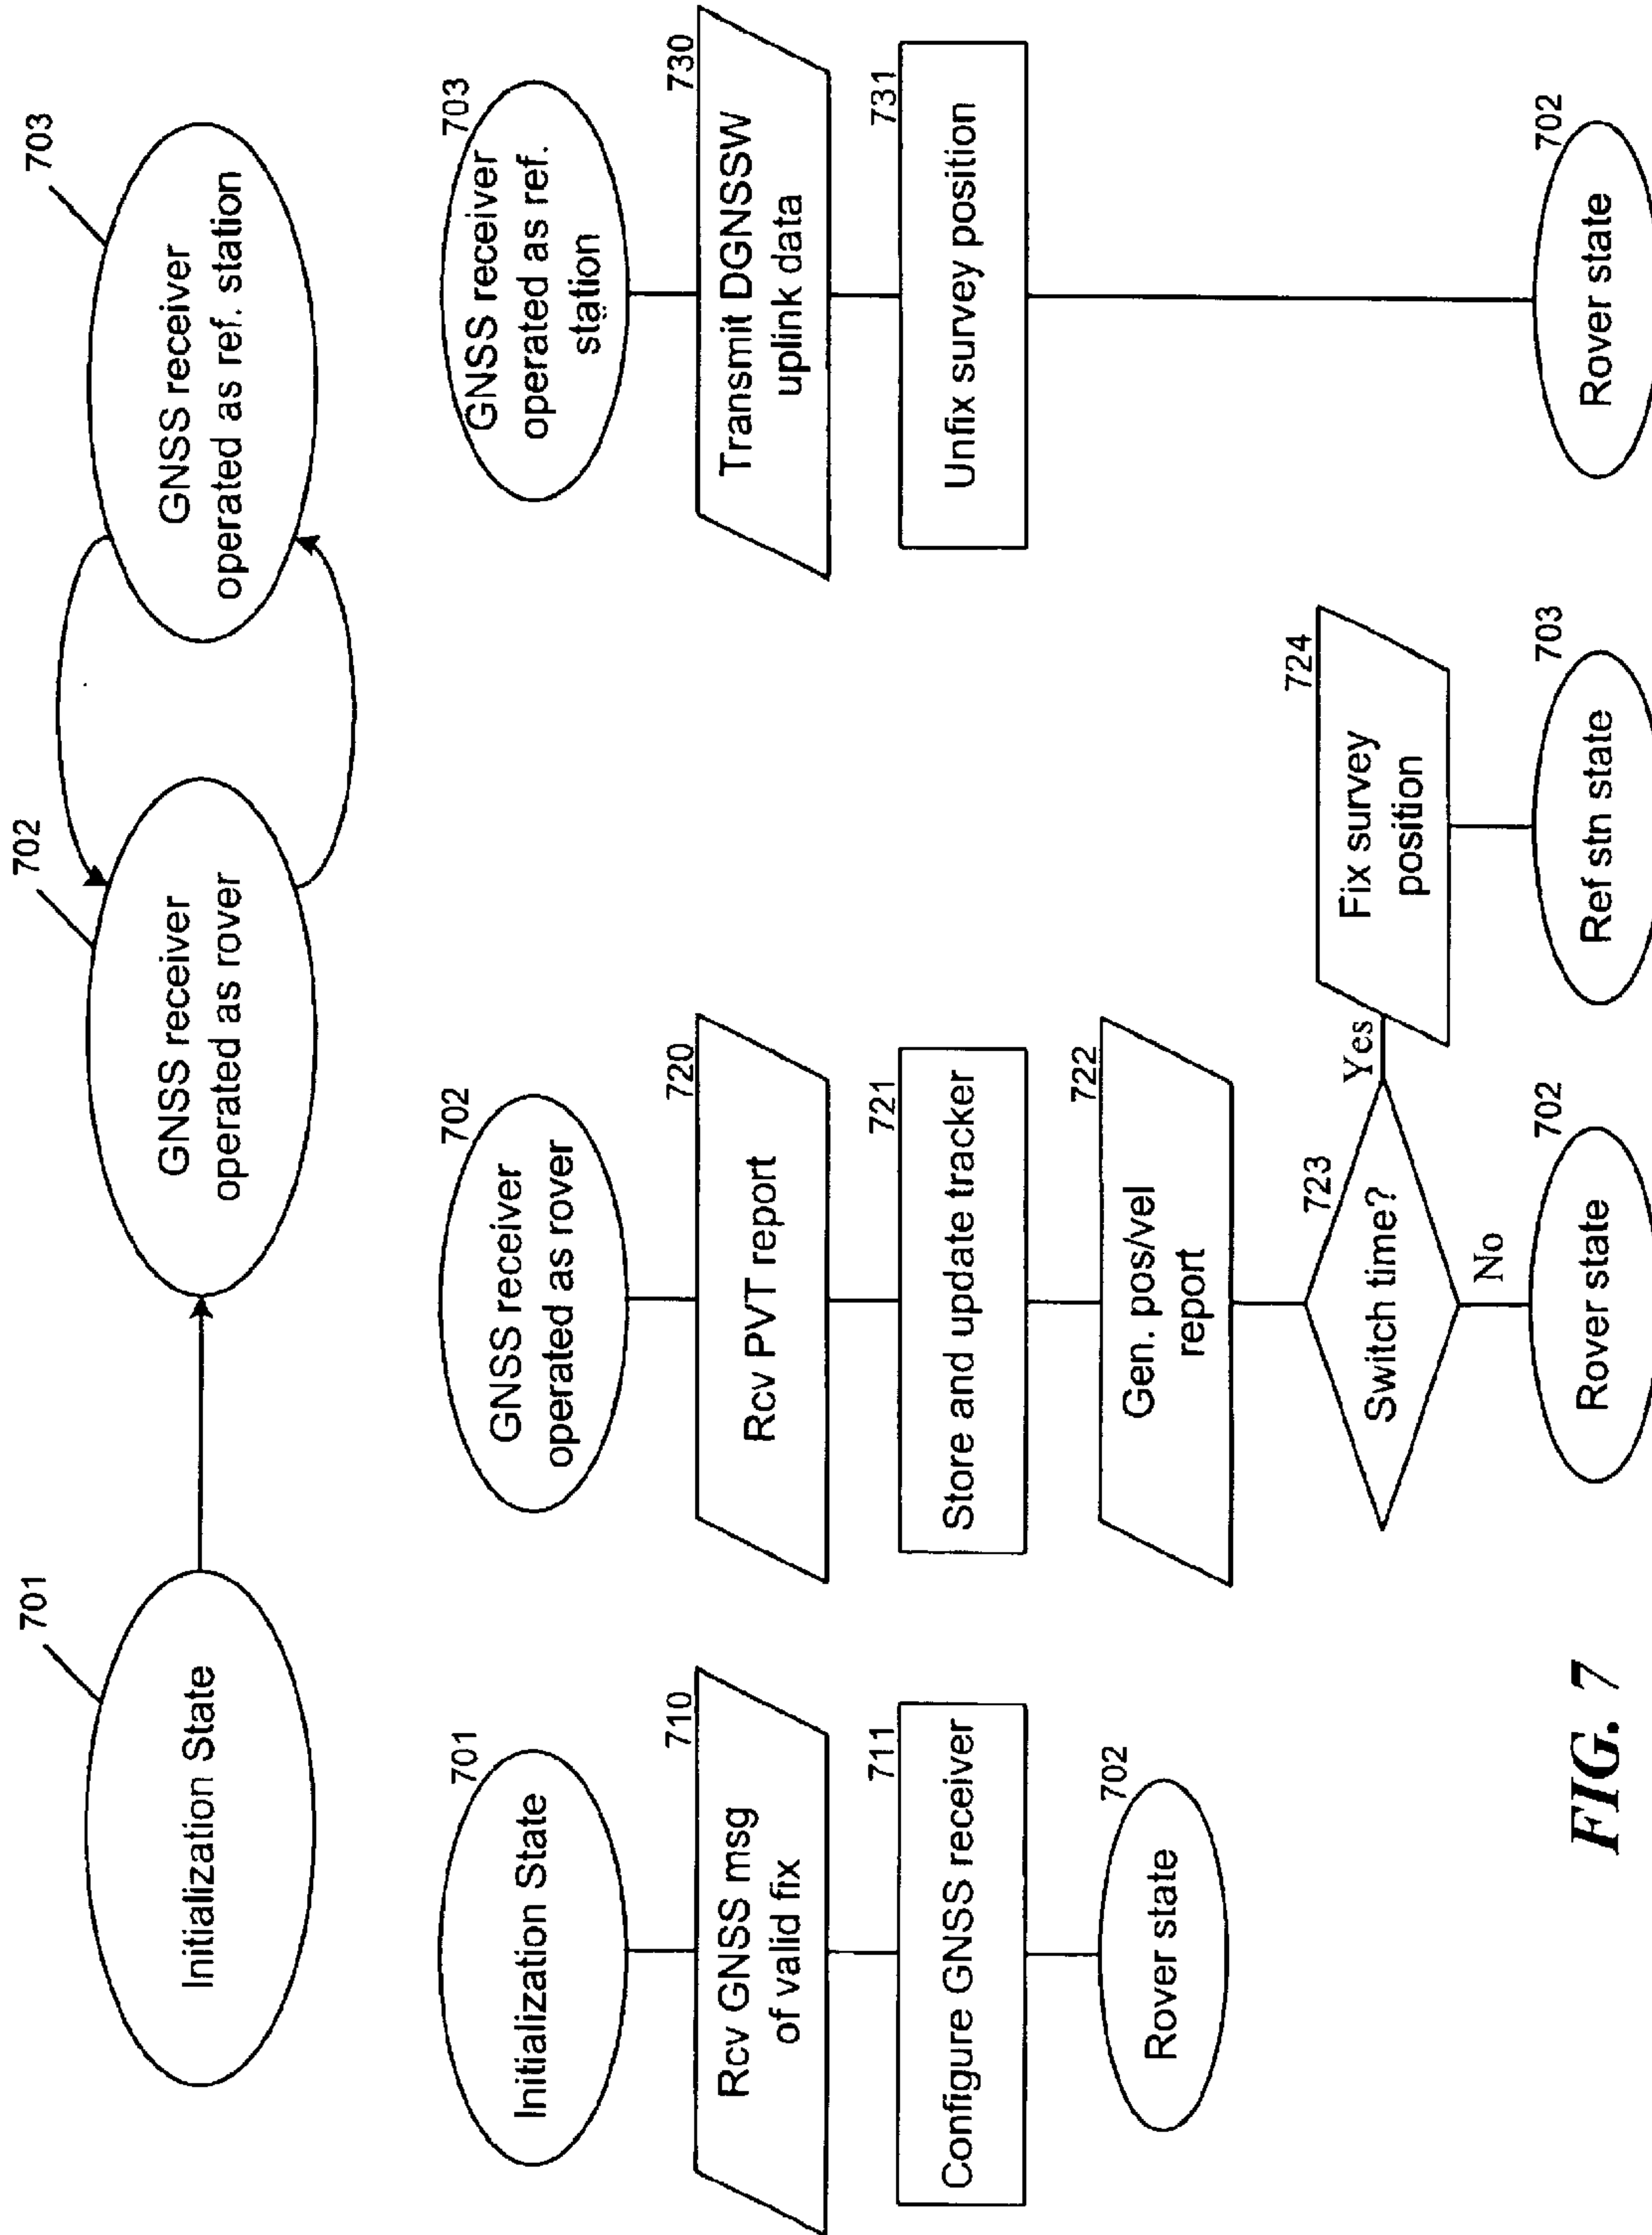 701
Initialization State
702
GNSS receiver
operated as rover
703
GNSS receiver
operated as ref. station
701
Initialization State
710
Rcv GNSS msg
of valid fix
711
Configure GNSS receiver
702
Rover state
702
GNSS receiver
operated as rover
720
Rcv PVT report
721
Store and update tracker
722
Gen. pos/vel
report
723
Switch time?
Yes
No
724
Fix survey
position
702
Rover state
703
Ref stn state
703
GNSS receiver
operated as ref.
station
730
Transmit DGNSSW
uplink data
731
Unfix survey position
702
Rover state
FIG. 7